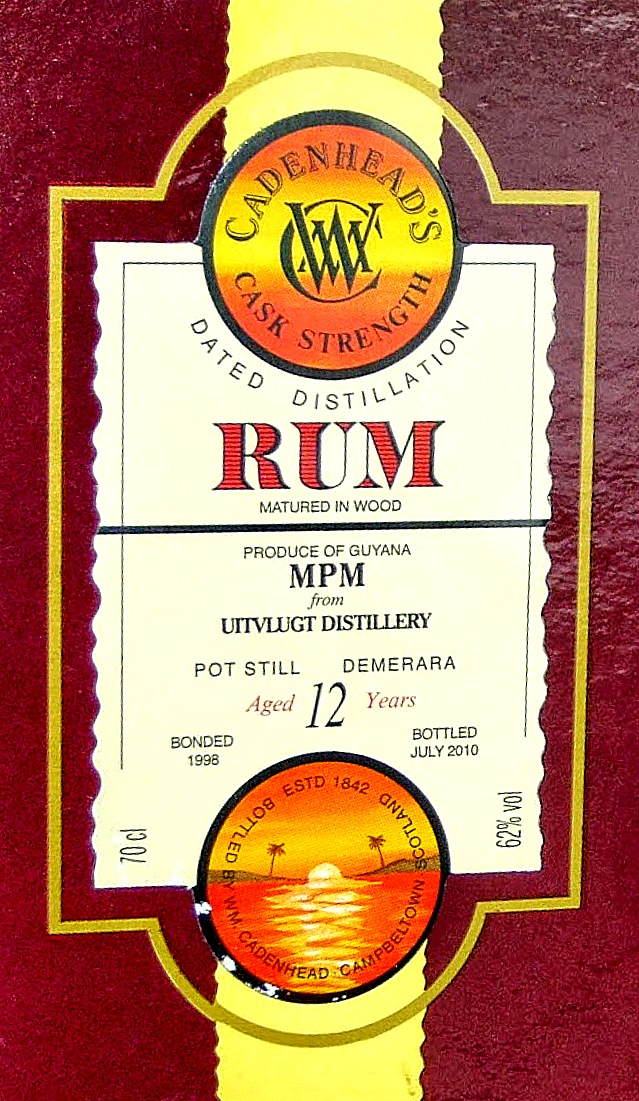 CADENHEAD'S
WC
CASK STRENGTH
DATED DISTILLATION
RUM
MATURED IN WOOD
PRODUCE OF GUYANA
MPM
from
UITVLUGT DISTILLERY
POT STILL DEMERARA
Aged 12 Years
BONDED
1998
BOTTLED
JULY 2010
70 cl
62% vol
ESTD 1842
BOTTLED BY WM. CADENHEAD · CAMPBELTOWN SCOTLAND